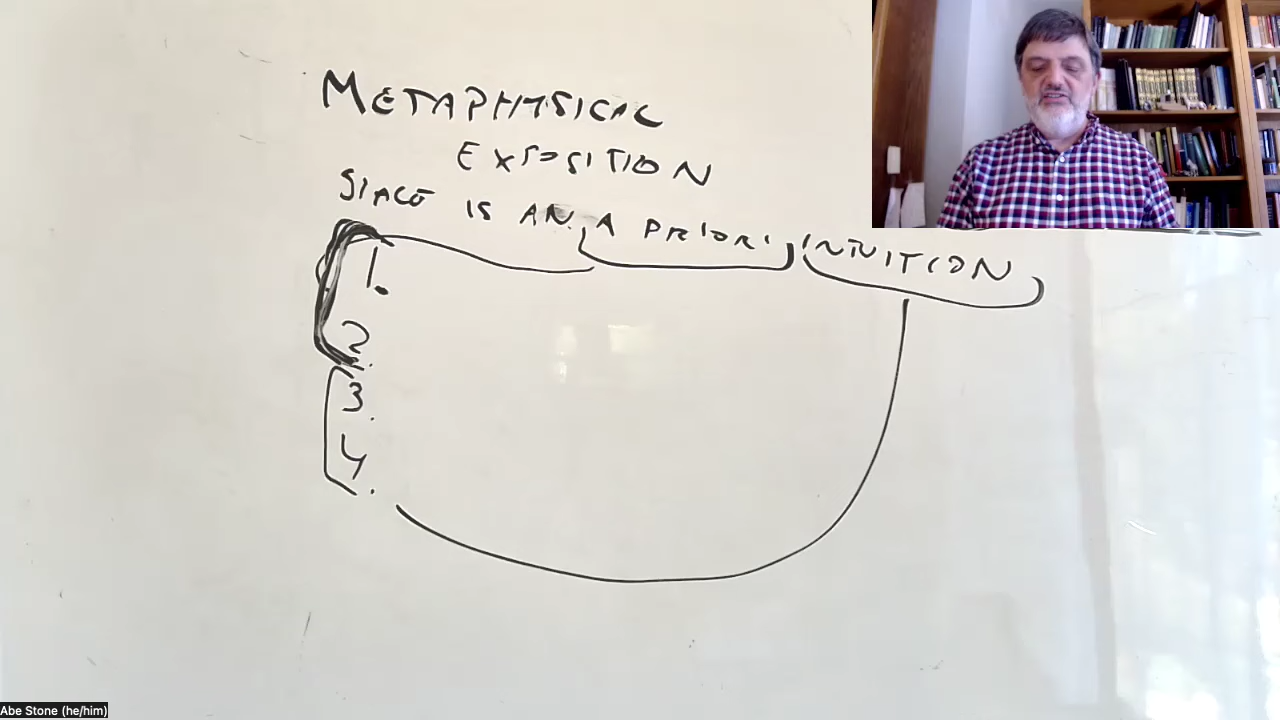 METAPHYSICAL
EXPOSITION
SPACE IS AN A PRIORI INTUITION
1.
2.
3.
4.
Abe Stone (he/him)